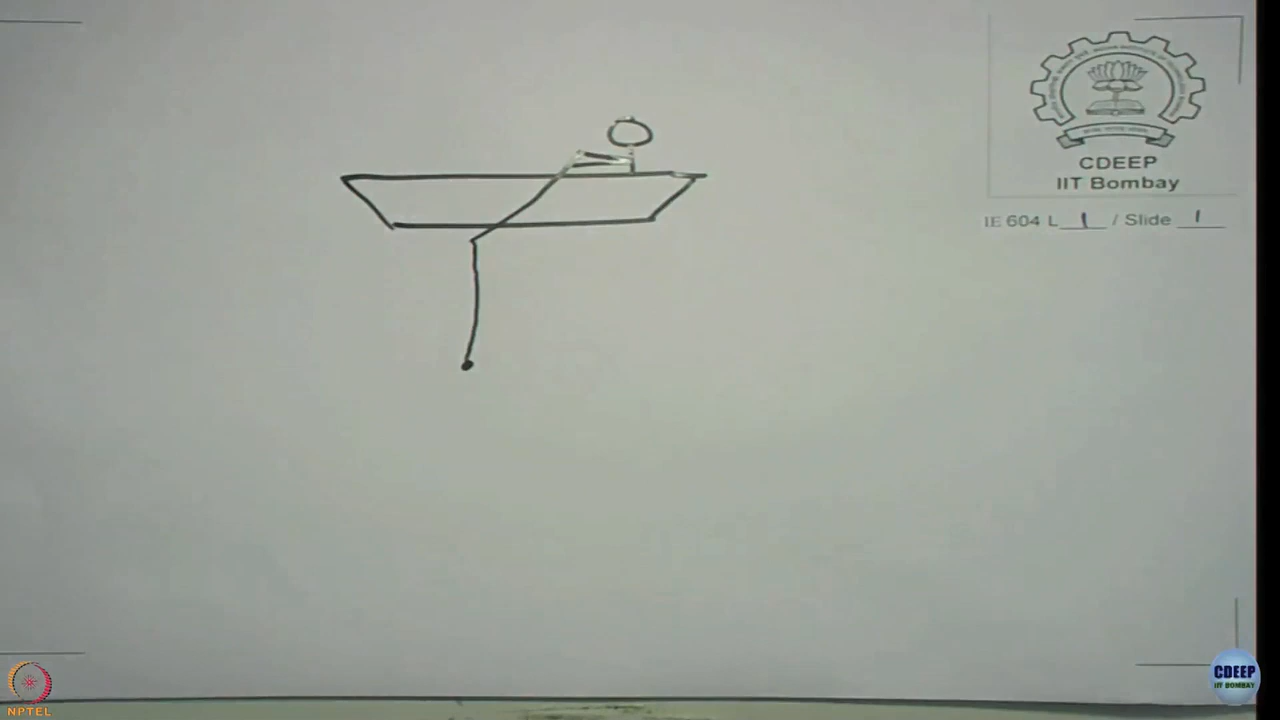 CDEEP
IIT Bombay
IE 604 L 1 / Slide 1
NPTEL
CDEEP
IIT BOMBAY